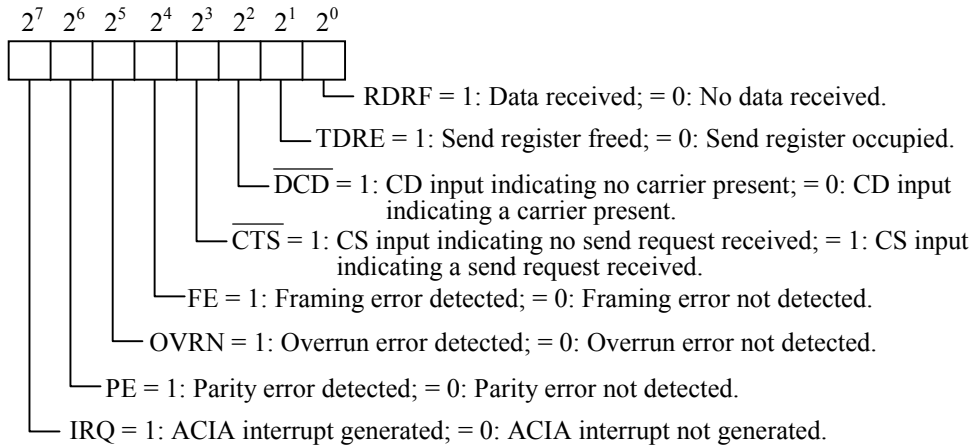 2⁷ 2⁶ 2⁵ 2⁴ 2³ 2² 2¹ 2⁰
RDRF = 1: Data received; = 0: No data received.
TDRE = 1: Send register freed; = 0: Send register occupied.
D̅C̅D̅ = 1: CD input indicating no carrier present; = 0: CD input
indicating a carrier present.
C̅T̅S̅ = 1: CS input indicating no send request received; = 1: CS input
indicating a send request received.
FE = 1: Framing error detected; = 0: Framing error not detected.
OVRN = 1: Overrun error detected; = 0: Overrun error not detected.
PE = 1: Parity error detected; = 0: Parity error not detected.
IRQ = 1: ACIA interrupt generated; = 0: ACIA interrupt not generated.